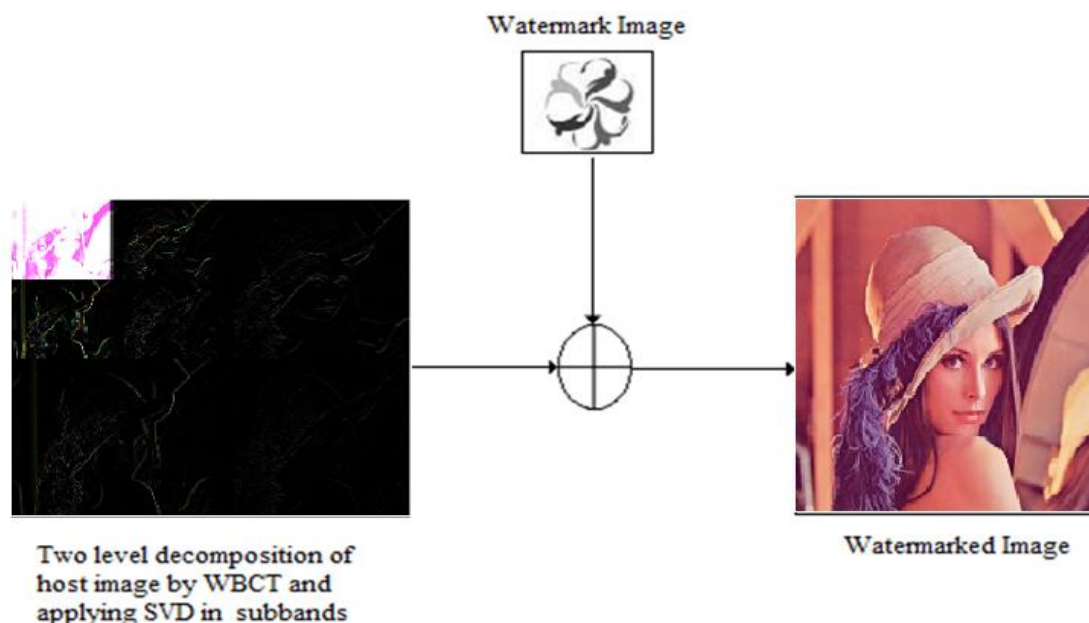 Watermark Image
Two level decomposition of
host image by WBCT and
applying SVD in subbands
Watermarked Image